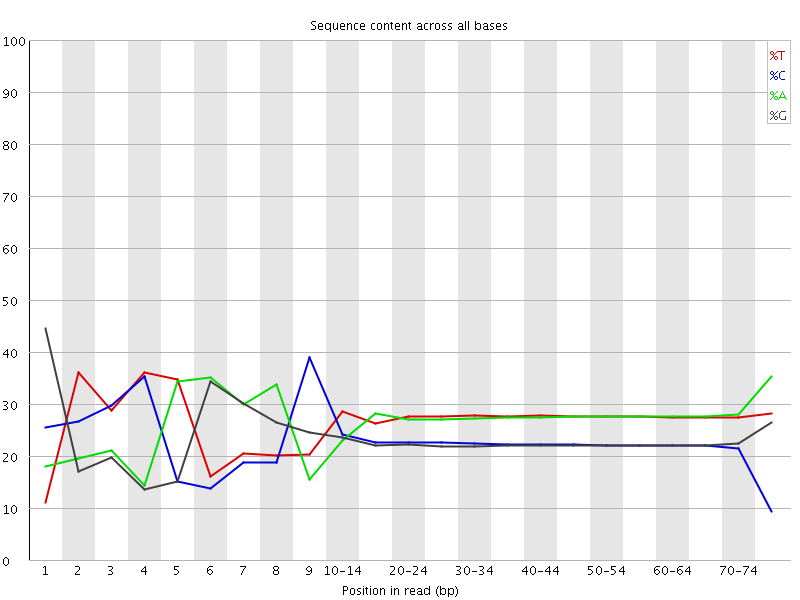 Sequence content across all bases
100
90
80
70
60
50
40
30
20
10
0
%T
%C
%A
%G
1 2 3 4 5 6 7 8 9 10-14 20-24 30-34 40-44 50-54 60-64 70-74
Position in read (bp)